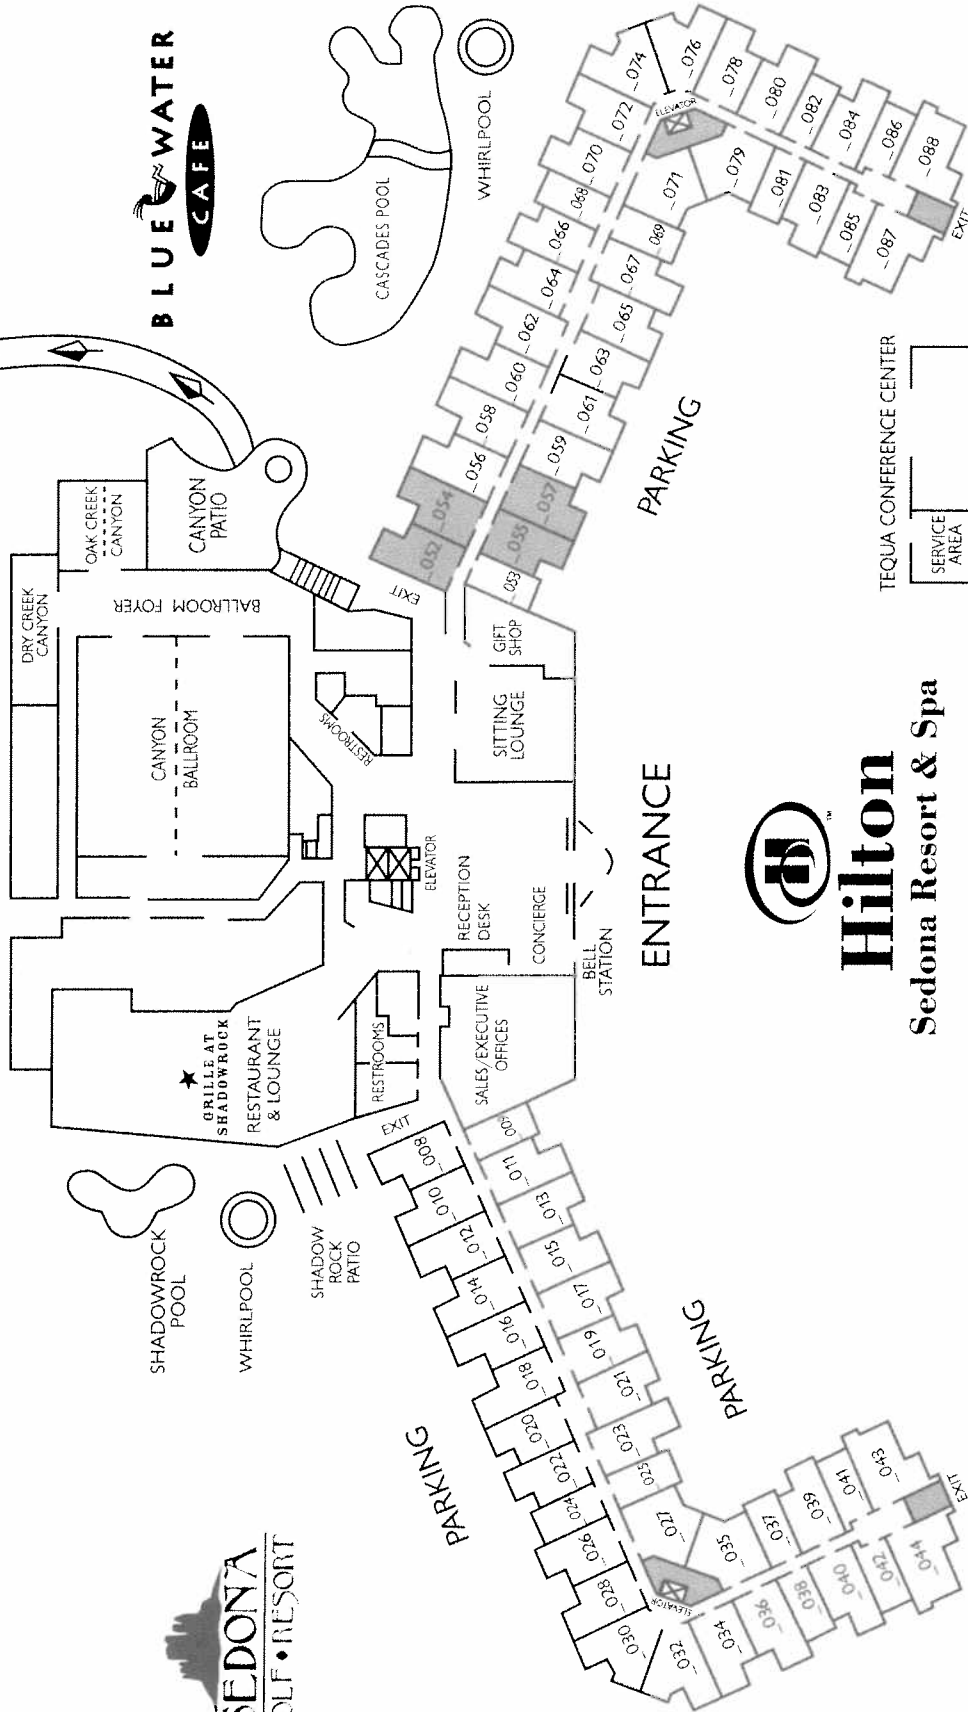 BLUE WATER
CAFE
CASCADES POOL
WHIRLPOOL
OAK CREEK
CANYON
CANYON
PATIO
DRY CREEK
CANYON
BALLROOM FOYER
CANYON
BALLROOM
RESTROOMS
EXIT
GIFT
SHOP
SITTING
LOUNGE
ELEVATOR
RECEPTION
DESK
CONCIERGE
BELL
STATION
ENTRANCE
SALES/EXECUTIVE
OFFICES
RESTROOMS
GRILLE AT
SHADOWROCK
RESTAURANT
& LOUNGE
EXIT
SHADOWROCK
POOL
WHIRLPOOL
SHADOW
ROCK
PATIO
PARKING
PARKING
PARKING
TEQUA CONFERENCE CENTER
SERVICE
AREA
Hilton
TM
Sedona Resort & Spa
SEDONA
OLF • RESORT
_052
_054
_056
_058
_060
_062
_064
_066
_068
_070
_072
_074
_076
_078
_080
_082
_084
_086
_088
_053
_055
_057
_059
_061
_063
_065
_067
_069
_071
_079
_081
_083
_085
_087
ELEVATOR
EXIT
_008
_010
_012
_014
_016
_018
_020
_022
_024
_026
_028
_030
_032
_034
_036
_038
_040
_042
_044
_009
_011
_013
_015
_017
_019
_021
_023
_025
_027
_035
_037
_039
_041
_043
ELEVATOR
EXIT